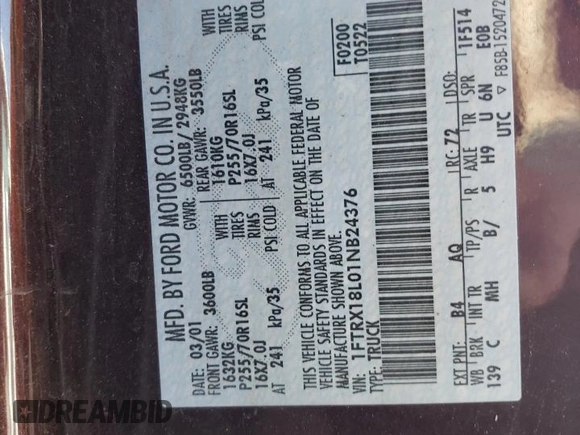 MFD. BY FORD MOTOR CO. IN U.S.A.
DATE: 03/01 GVWR: 6500LB / 2948KG
FRONT GAWR: 3600LB REAR GAWR: 3550LB
1632KG WITH 1610KG WITH
P255/70R16SL TIRES P255/70R16SL TIRES
16X7.0J RIMS 16X7.0J RIMS
AT 241 kPa/35 PSI COLD AT 241 kPa/35 PSI COLD
THIS VEHICLE CONFORMS TO ALL APPLICABLE FEDERAL MOTOR
VEHICLE SAFETY STANDARDS IN EFFECT ON THE DATE OF
MANUFACTURE SHOWN ABOVE.
VIN: 1FTRX18L01NB24376
TYPE: TRUCK
F0200
T0522
EXT PNT: B4 AQ RC: 72 DSO: 1F514
WB BRK INT TR TP/PS R AXLE TR SPR
139 C MH B/ 5 H9 U 6N E0B
UTC ▽ F85B-1520472
DREAMBID